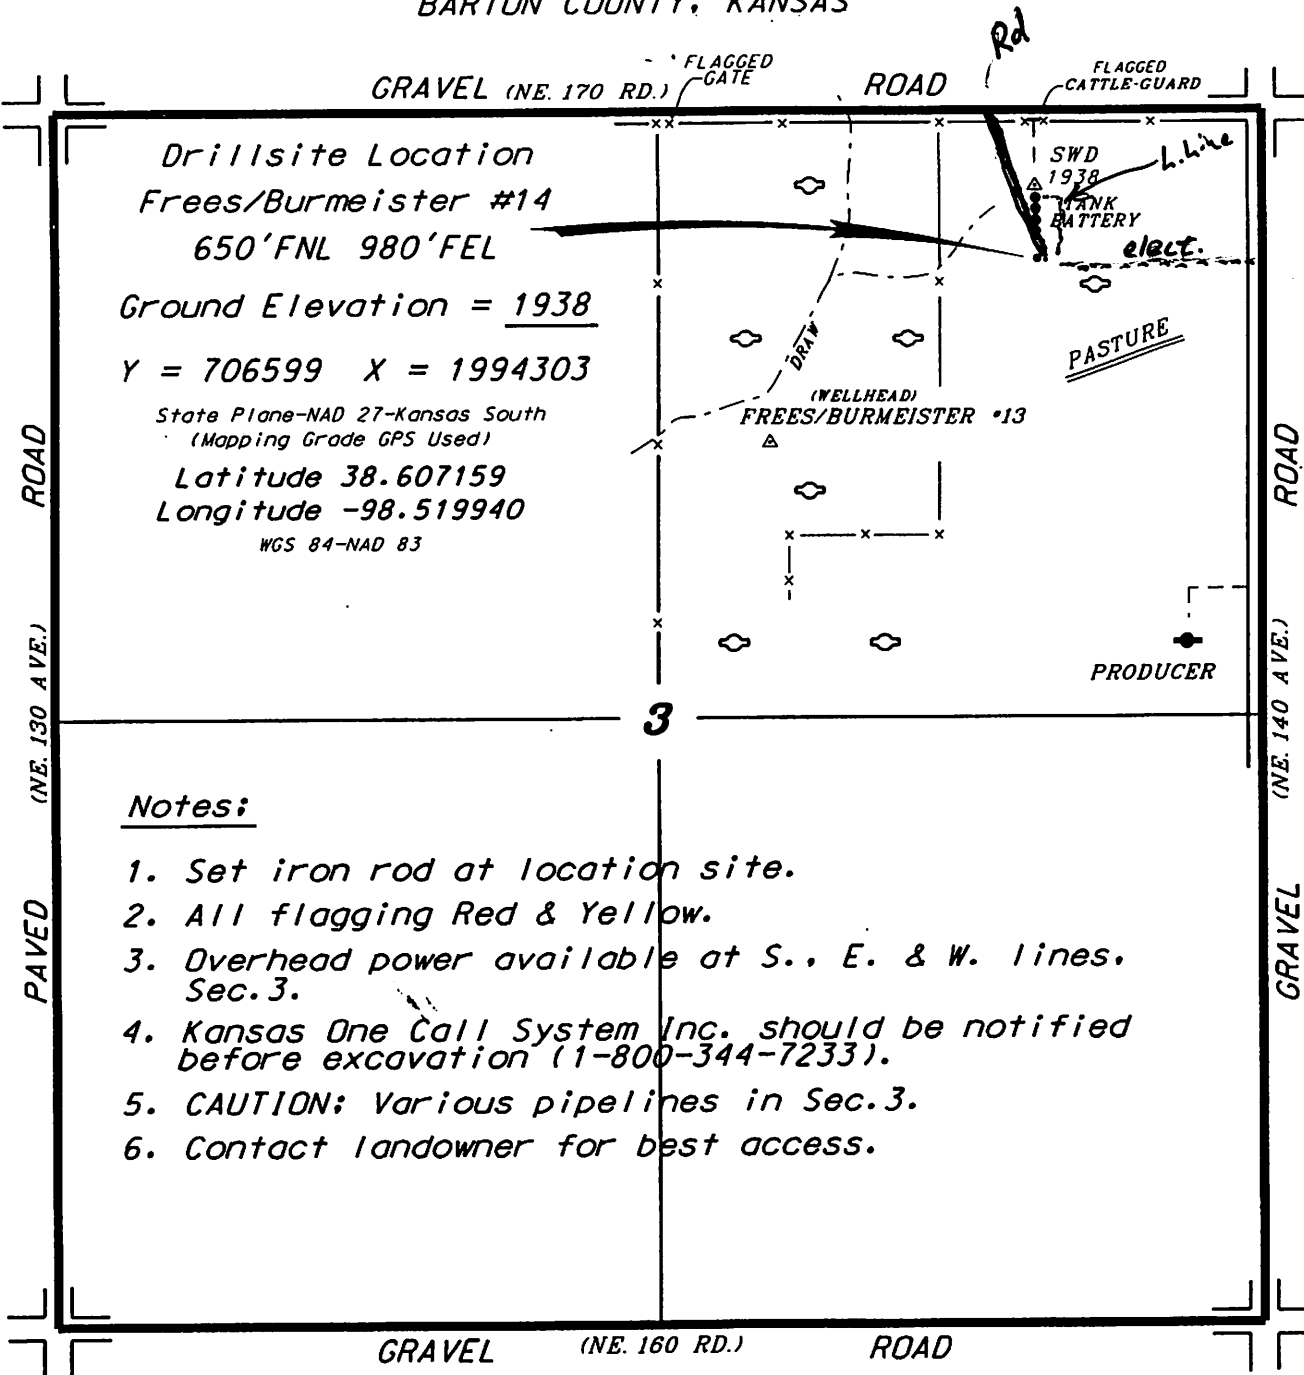 BARTON COUNTY, KANSAS
Rd
FLAGGED
GATE
FLAGGED
CATTLE-GUARD
GRAVEL (NE. 170 RD.) ROAD
Drillsite Location
Frees/Burmeister #14
650'FNL 980'FEL
Ground Elevation = 1938
Y = 706599 X = 1994303
State Plane-NAD 27-Kansas South
(Mapping Grade GPS Used)
Latitude 38.607159
Longitude -98.519940
WGS 84-NAD 83
SWD
1938
L.Line
TANK
BATTERY
elect.
PASTURE
DRAW
(WELLHEAD)
FREES/BURMEISTER #13
PRODUCER
3
PAVED (NE. 130 AVE.) ROAD
GRAVEL (NE. 140 AVE.) ROAD
Notes:
1. Set iron rod at location site.
2. All flagging Red & Yellow.
3. Overhead power available at S., E. & W. lines.
Sec.3.
4. Kansas One Call System Inc. should be notified
before excavation (1-800-344-7233).
5. CAUTION: Various pipelines in Sec.3.
6. Contact landowner for best access.
GRAVEL (NE. 160 RD.) ROAD